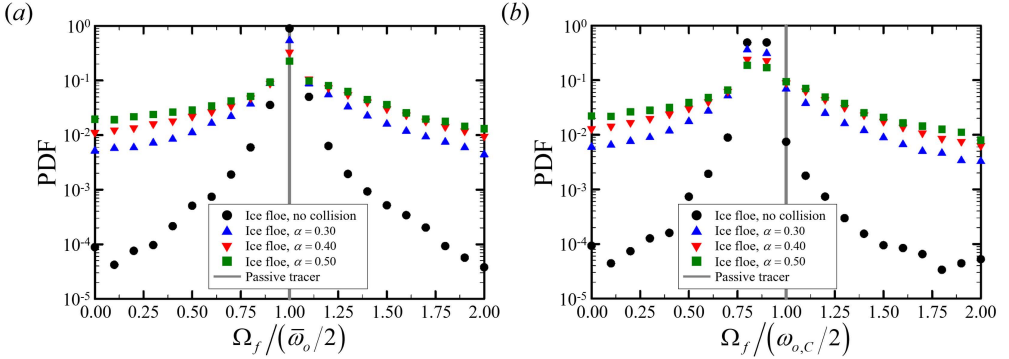 (a)
10⁰
10⁻¹
10⁻²
10⁻³
10⁻⁴
10⁻⁵
PDF
Ice floe, no collision
Ice floe, α = 0.30
Ice floe, α = 0.40
Ice floe, α = 0.50
Passive tracer
0.00 0.25 0.50 0.75 1.00 1.25 1.50 1.75 2.00
Ω_f/(ω̅_o/2)
(b)
10⁰
10⁻¹
10⁻²
10⁻³
10⁻⁴
10⁻⁵
PDF
Ice floe, no collision
Ice floe, α = 0.30
Ice floe, α = 0.40
Ice floe, α = 0.50
Passive tracer
0.00 0.25 0.50 0.75 1.00 1.25 1.50 1.75 2.00
Ω_f/(ω_{o,C}/2)